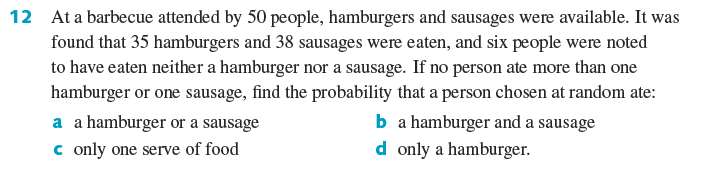 12 At a barbecue attended by 50 people, hamburgers and sausages were available. It was
found that 35 hamburgers and 38 sausages were eaten, and six people were noted
to have eaten neither a hamburger nor a sausage. If no person ate more than one
hamburger or one sausage, find the probability that a person chosen at random ate:
a a hamburger or a sausage b a hamburger and a sausage
c only one serve of food d only a hamburger.